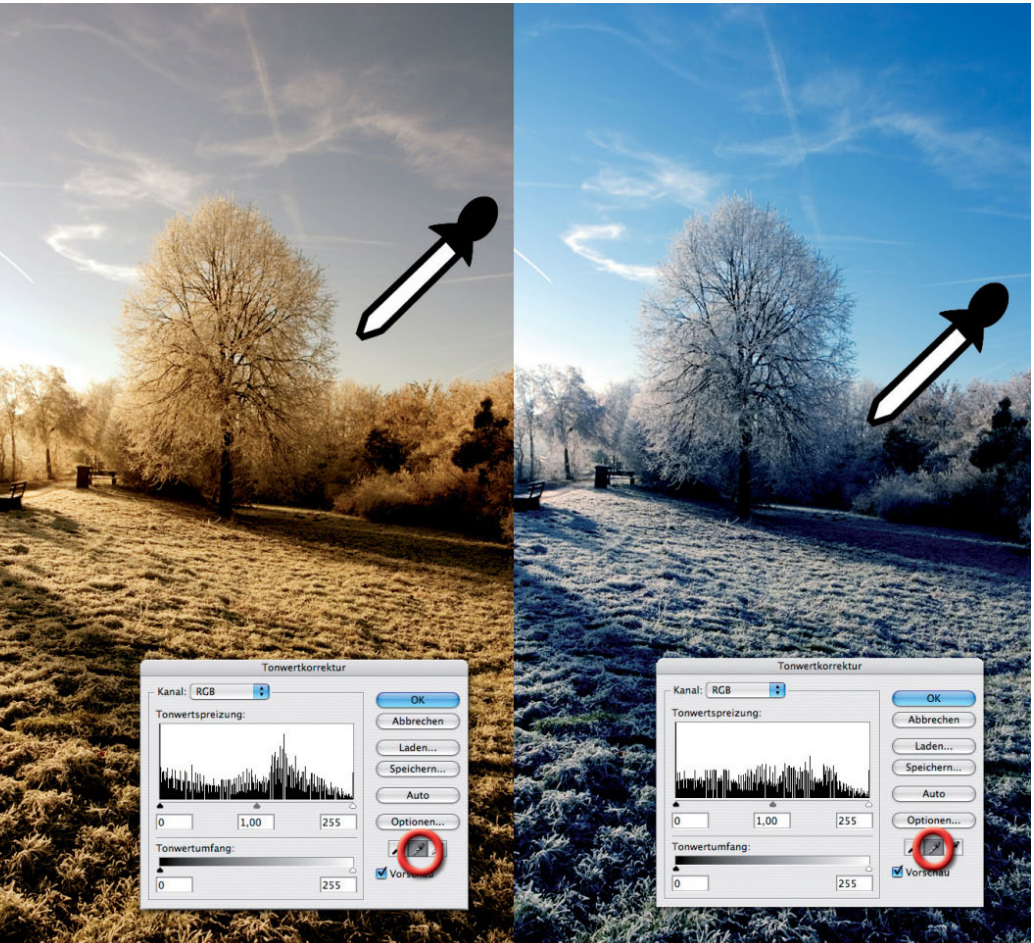 Tonwertkorrektur
Kanal: RGB
OK
Tonwertspreizung:
Abbrechen
Laden...
Speichern...
Auto
0 1,00 255
Optionen...
Tonwertumfang:
Vorschau
0 255
Tonwertkorrektur
Kanal: RGB
OK
Tonwertspreizung:
Abbrechen
Laden...
Speichern...
Auto
0 1,00 255
Optionen...
Tonwertumfang:
Vorschau
0 255